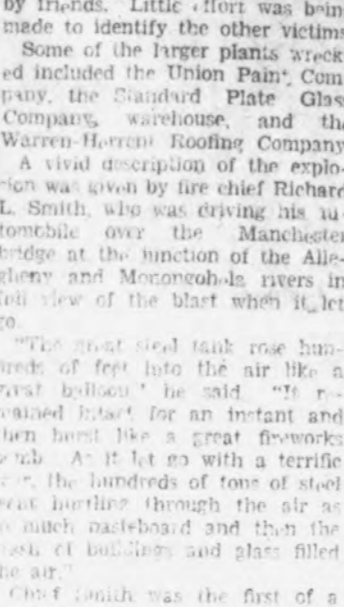 by friends. Little effort was bein
made to identify the other victims
Some of the larger plants wreck
ed included the Union Paint Com
pany, the Standard Plate Glas
Company, warehouse, and th
Warren-Herrent Roofing Company
A vivid description of the explo-
sion was given by fire chief Richard
L. Smith, who was driving his au
tomobile over the Manchester
bridge at the junction of the Alle-
gheny and Monongohela rivers in
full view of the blast when it let
go.
"The great steel tank rose hun-
dreds of feet into the air like a
great balloon" he said. "It re-
mained intact for an instant and
then burst like a great fireworks
bomb. As it let go with a terrific
the hundreds of tons of steel
went hurtling through the air as
so much pasteboard and then the
crash of buildings and glass filled
the air."
Chief Smith was the first of a